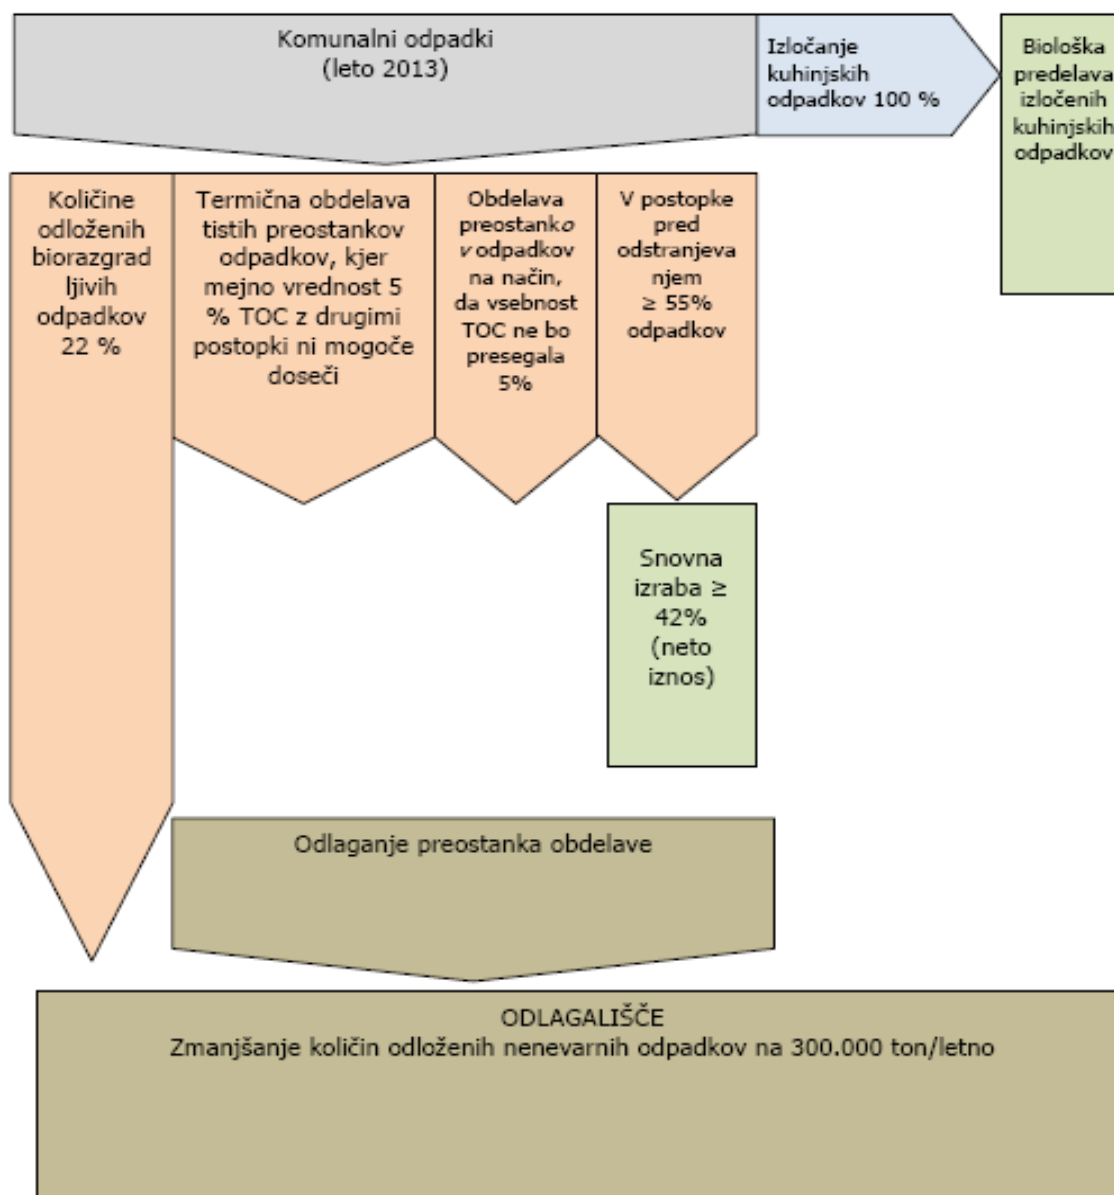 Komunalni odpadki
(leto 2013)
Izločanje
kuhinjskih
odpadkov 100 %
Biološka
predelava
izločenih
kuhinjskih
odpadkov
Količine
odloženih
biorazgrad
ljivih
odpadkov
22 %
Termična obdelava
tistih preostankov
odpadkov, kjer
mejno vrednost 5
% TOC z drugimi
postopki ni mogoče
doseči
Obdelava
preostanko
v odpadkov
na način,
da vsebnost
TOC ne bo
presegala
5%
V postopke
pred
odstranjeva
njem
≥ 55%
odpadkov
Snovna
izraba ≥
42%
(neto
iznos)
Odlaganje preostanka obdelave
ODLAGALIŠČE
Zmanjšanje količin odloženih nenevarnih odpadkov na 300.000 ton/letno